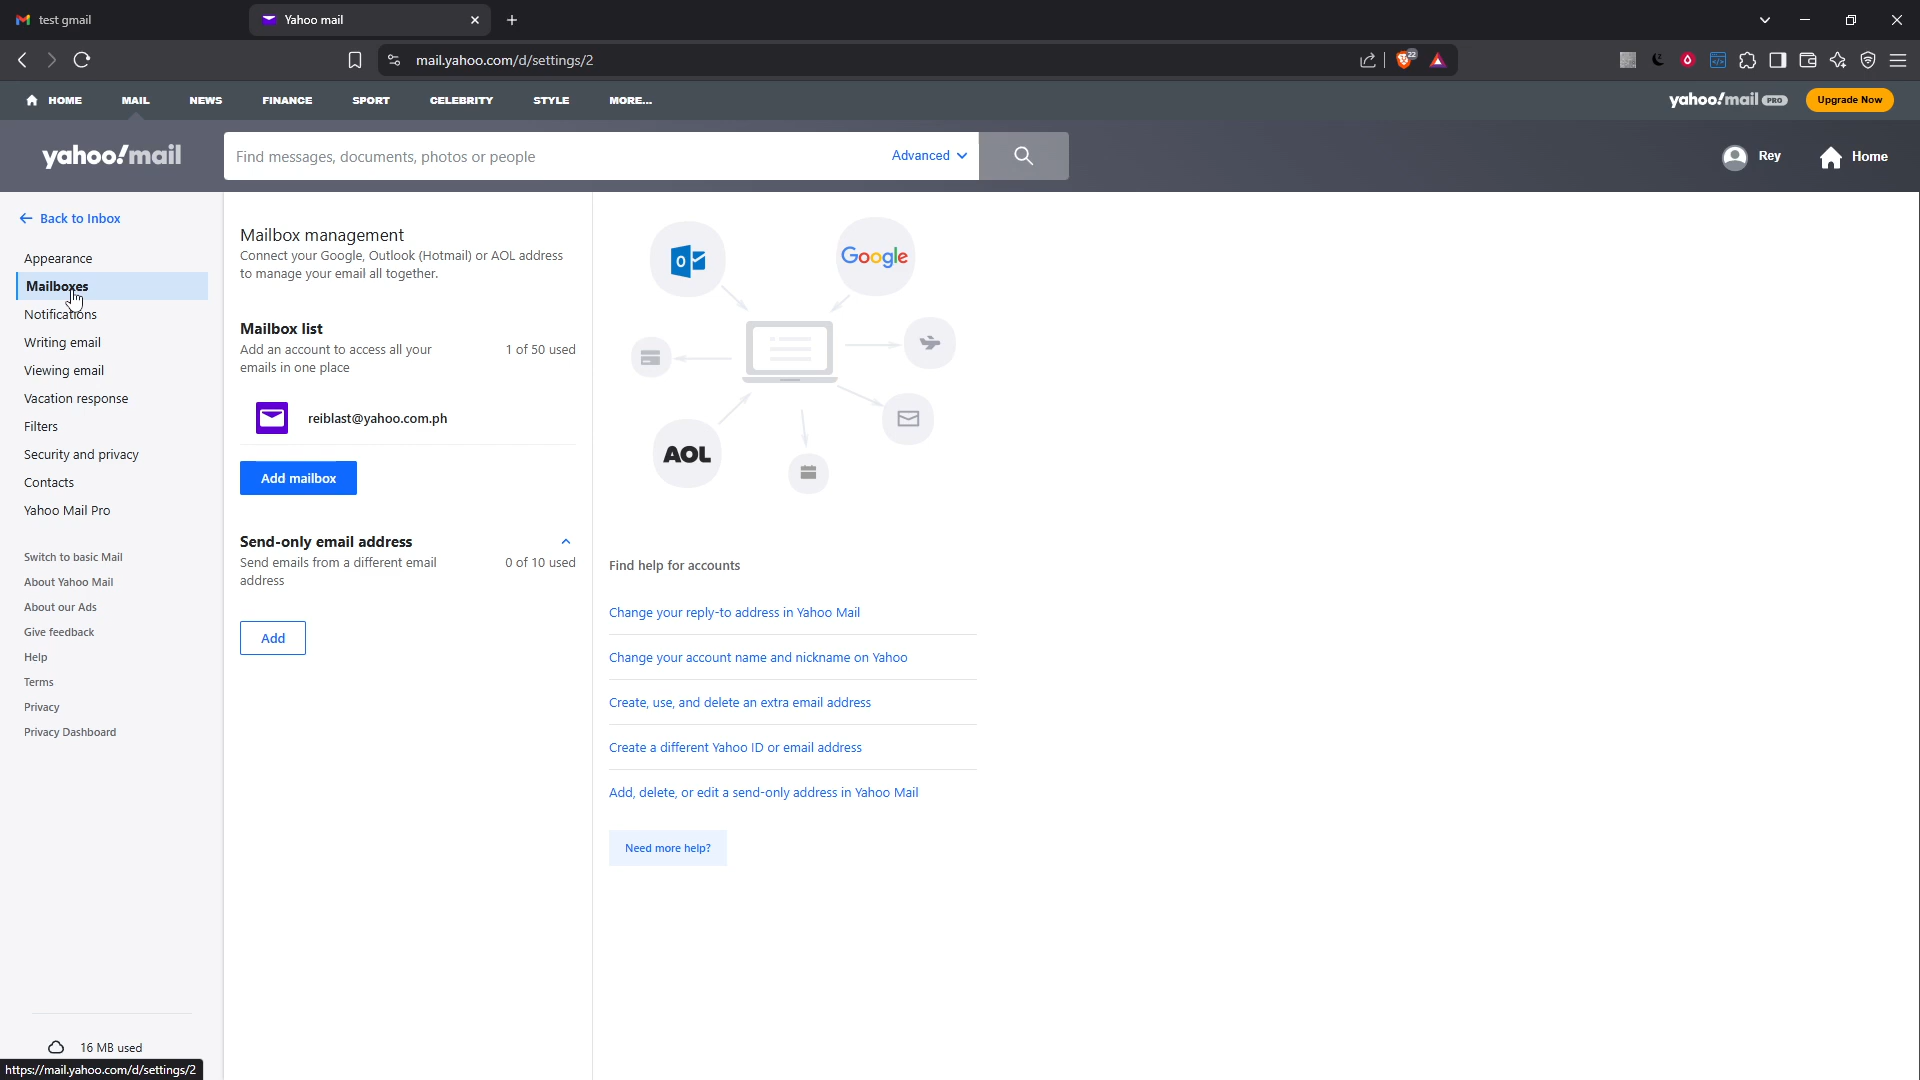 test gmail
Yahoo mail
mail.yahoo.com/d/settings/2
22
HOME
MAIL
NEWS
FINANCE
SPORT
CELEBRITY
STYLE
MORE...
yahoo!mail PRO
Upgrade Now
yahoo!mail
Find messages, documents, photos or people
Advanced
Rey
Home
Back to Inbox
Appearance
Mailboxes
Notifications
Writing email
Viewing email
Vacation response
Filters
Security and privacy
Contacts
Yahoo Mail Pro
Switch to basic Mail
About Yahoo Mail
About our Ads
Give feedback
Help
Terms
Privacy
Privacy Dashboard
16 MB used
https://mail.yahoo.com/d/settings/2
Mailbox management
Connect your Google, Outlook (Hotmail) or AOL address
to manage your email all together.
Mailbox list
Add an account to access all your
emails in one place
1 of 50 used
reiblast@yahoo.com.ph
Add mailbox
Send-only email address
Send emails from a different email
address
0 of 10 used
Add
Google
AOL
Find help for accounts
Change your reply-to address in Yahoo Mail
Change your account name and nickname on Yahoo
Create, use, and delete an extra email address
Create a different Yahoo ID or email address
Add, delete, or edit a send-only address in Yahoo Mail
Need more help?